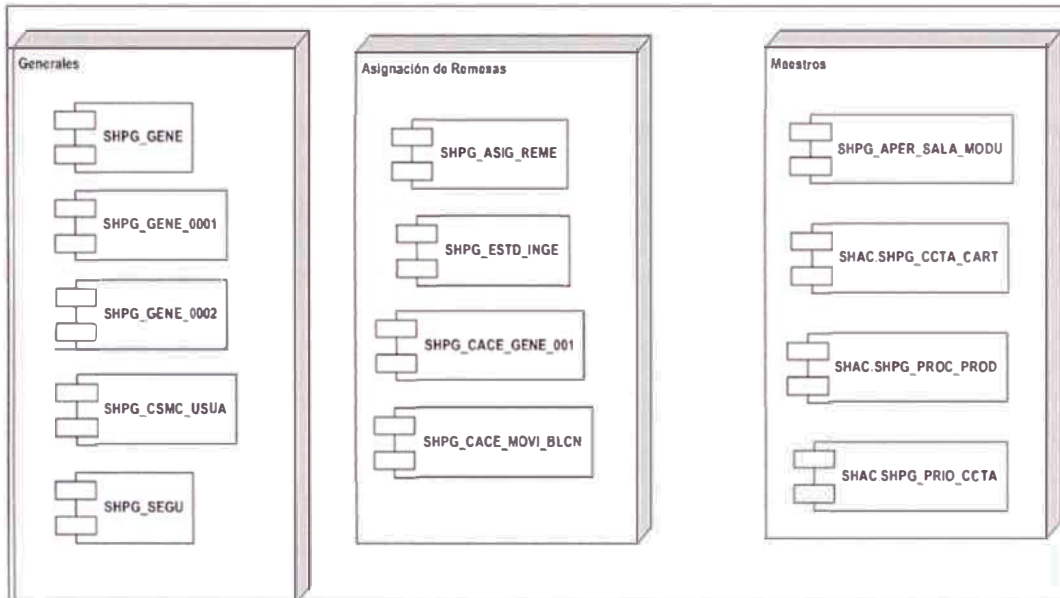 Generales
SHPG_GENE
SHPG_GENE_0001
SHPG_GENE_0002
SHPG_CSMC_USUA
SHPG_SEGU
Asignación de Remesas
SHPG_ASIG_REME
SHPG_ESTD_INGE
SHPG_CACE_GENE_001
SHPG_CACE_MOVI_BLCN
Maestros
SHPG_APER_SALA_MODU
SHAC.SHPG_CCTA_CART
SHAC.SHPG_PROC_PROD
SHAC.SHPG_PRIO_CCTA